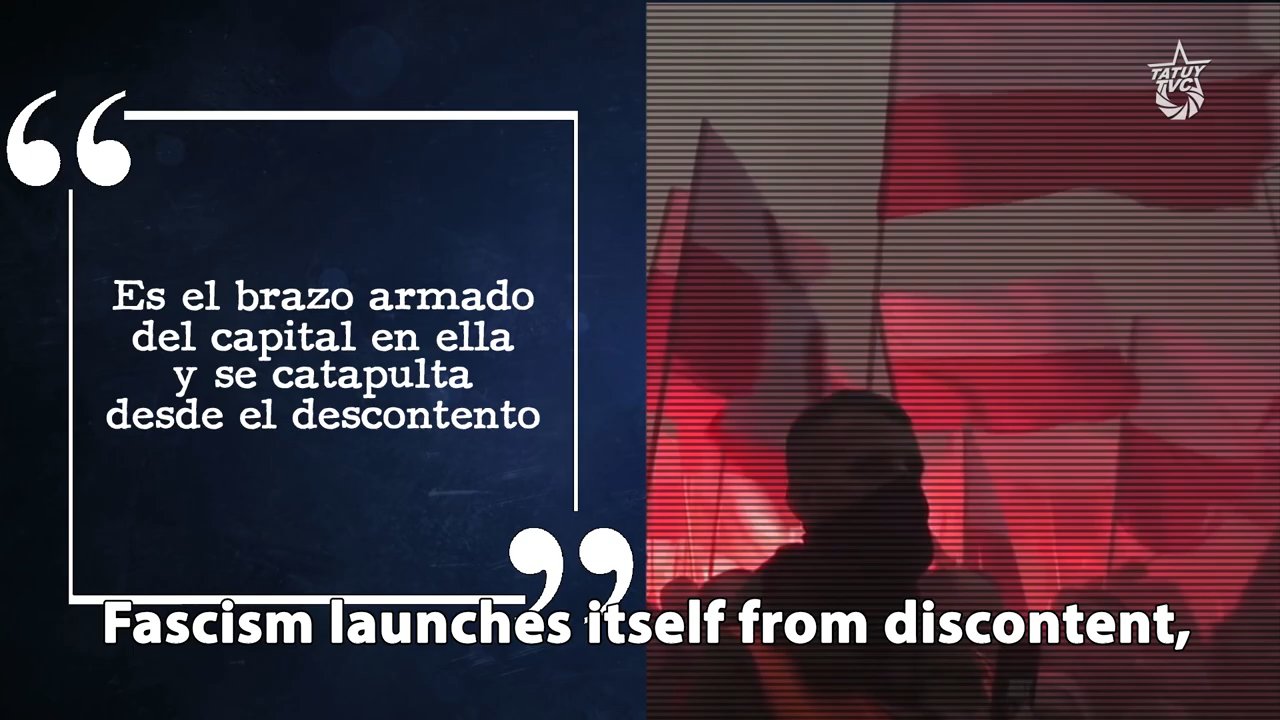 TATUY
TVC
Es el brazo armado
del capital en ella
y se catapulta
desde el descontento
Fascism launches itself from discontent,